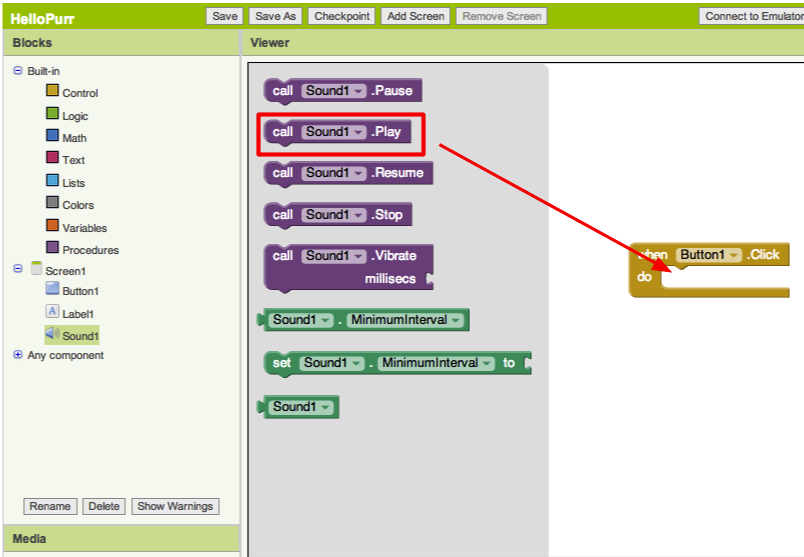 HelloPurr Save Save As Checkpoint Add Screen Remove Screen Connect to Emulator
Blocks
Built-in
Control
Logic
Math
Text
Lists
Colors
Variables
Procedures
Screen1
Button1
A Label1
Sound1
Any component
Rename Delete Show Warnings
Media
Viewer
call Sound1 .Pause
call Sound1 .Play
call Sound1 .Resume
call Sound1 .Stop
call Sound1 .Vibrate
millisecs
Sound1 . MinimumInterval
set Sound1 . MinimumInterval to
Sound1
when Button1 .Click
do